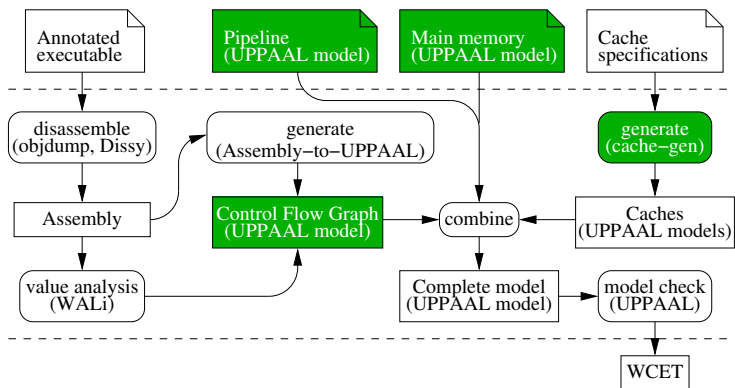 Annotated
executable
Pipeline
(UPPAAL model)
Main memory
(UPPAAL model)
Cache
specifications
disassemble
(objdump, Dissy)
generate
(Assembly−to−UPPAAL)
generate
(cache−gen)
Assembly
Control Flow Graph
(UPPAAL model)
combine
Caches
(UPPAAL models)
value analysis
(WALi)
Complete model
(UPPAAL model)
model check
(UPPAAL)
WCET